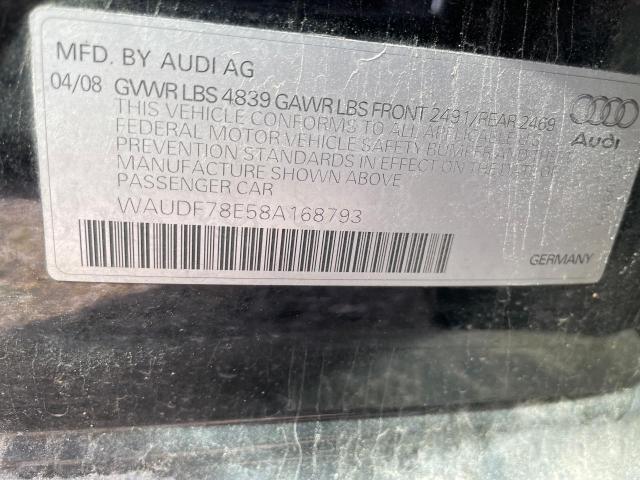 MFD. BY AUDI AG
04/08 GVWR LBS 4839 GAWR LBS FRONT 2491/REAR 2469
THIS VEHICLE CONFORMS TO ALL APPLICABLE
FEDERAL MOTOR VEHICLE SAFETY BUMPER AND THEFT
PREVENTION STANDARDS IN EFFECT ON THE DATE OF
MANUFACTURE SHOWN ABOVE
PASSENGER CAR
WAUDF78E58A168793
Audi
GERMANY